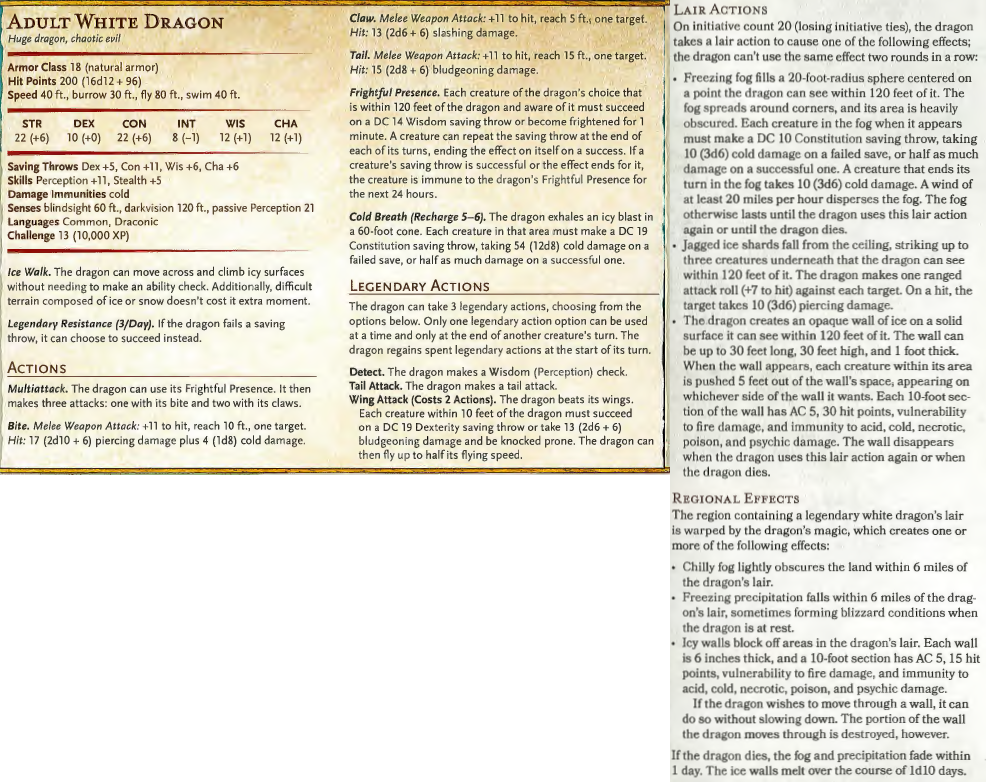 ADULT WHITE DRAGON
Huge dragon, chaotic evil
Armor Class 18 (natural armor)
Hit Points 200 (16d12 + 96)
Speed 40 ft., burrow 30 ft., fly 80 ft., swim 40 ft.
STR DEX CON INT WIS CHA
22 (+6) 10 (+0) 22 (+6) 8 (−1) 12 (+1) 12 (+1)
Saving Throws Dex +5, Con +11, Wis +6, Cha +6
Skills Perception +11, Stealth +5
Damage Immunities cold
Senses blindsight 60 ft., darkvision 120 ft., passive Perception 21
Languages Common, Draconic
Challenge 13 (10,000 XP)
Ice Walk. The dragon can move across and climb icy surfaces
without needing to make an ability check. Additionally, difficult
terrain composed of ice or snow doesn't cost it extra moment.
Legendary Resistance (3/Day). If the dragon fails a saving
throw, it can choose to succeed instead.
ACTIONS
Multiattack. The dragon can use its Frightful Presence. It then
makes three attacks: one with its bite and two with its claws.
Bite. Melee Weapon Attack: +11 to hit, reach 10 ft., one target.
Hit: 17 (2d10 + 6) piercing damage plus 4 (1d8) cold damage.
Claw. Melee Weapon Attack: +11 to hit, reach 5 ft., one target.
Hit: 13 (2d6 + 6) slashing damage.
Tail. Melee Weapon Attack: +11 to hit, reach 15 ft., one target.
Hit: 15 (2d8 + 6) bludgeoning damage.
Frightful Presence. Each creature of the dragon's choice that
is within 120 feet of the dragon and aware of it must succeed
on a DC 14 Wisdom saving throw or become frightened for 1
minute. A creature can repeat the saving throw at the end of
each of its turns, ending the effect on itself on a success. If a
creature's saving throw is successful or the effect ends for it,
the creature is immune to the dragon's Frightful Presence for
the next 24 hours.
Cold Breath (Recharge 5–6). The dragon exhales an icy blast in
a 60-foot cone. Each creature in that area must make a DC 19
Constitution saving throw, taking 54 (12d8) cold damage on a
failed save, or half as much damage on a successful one.
LEGENDARY ACTIONS
The dragon can take 3 legendary actions, choosing from the
options below. Only one legendary action option can be used
at a time and only at the end of another creature's turn. The
dragon regains spent legendary actions at the start of its turn.
Detect. The dragon makes a Wisdom (Perception) check.
Tail Attack. The dragon makes a tail attack.
Wing Attack (Costs 2 Actions). The dragon beats its wings.
Each creature within 10 feet of the dragon must succeed
on a DC 19 Dexterity saving throw or take 13 (2d6 + 6)
bludgeoning damage and be knocked prone. The dragon can
then fly up to half its flying speed.
LAIR ACTIONS
On initiative count 20 (losing initiative ties), the dragon
takes a lair action to cause one of the following effects;
the dragon can't use the same effect two rounds in a row:
• Freezing fog fills a 20-foot-radius sphere centered on
a point the dragon can see within 120 feet of it. The
fog spreads around corners, and its area is heavily
obscured. Each creature in the fog when it appears
must make a DC 10 Constitution saving throw, taking
10 (3d6) cold damage on a failed save, or half as much
damage on a successful one. A creature that ends its
turn in the fog takes 10 (3d6) cold damage. A wind of
at least 20 miles per hour disperses the fog. The fog
otherwise lasts until the dragon uses this lair action
again or until the dragon dies.
• Jagged ice shards fall from the ceiling, striking up to
three creatures underneath that the dragon can see
within 120 feet of it. The dragon makes one ranged
attack roll (+7 to hit) against each target. On a hit, the
target takes 10 (3d6) piercing damage.
• The dragon creates an opaque wall of ice on a solid
surface it can see within 120 feet of it. The wall can
be up to 30 feet long, 30 feet high, and 1 foot thick.
When the wall appears, each creature within its area
is pushed 5 feet out of the wall's space, appearing on
whichever side of the wall it wants. Each 10-foot sec-
tion of the wall has AC 5, 30 hit points, vulnerability
to fire damage, and immunity to acid, cold, necrotic,
poison, and psychic damage. The wall disappears
when the dragon uses this lair action again or when
the dragon dies.
REGIONAL EFFECTS
The region containing a legendary white dragon's lair
is warped by the dragon's magic, which creates one or
more of the following effects:
• Chilly fog lightly obscures the land within 6 miles of
the dragon's lair.
• Freezing precipitation falls within 6 miles of the drag-
on's lair, sometimes forming blizzard conditions when
the dragon is at rest.
• Icy walls block off areas in the dragon's lair. Each wall
is 6 inches thick, and a 10-foot section has AC 5, 15 hit
points, vulnerability to fire damage, and immunity to
acid, cold, necrotic, poison, and psychic damage.
If the dragon wishes to move through a wall, it can
do so without slowing down. The portion of the wall
the dragon moves through is destroyed, however.
If the dragon dies, the fog and precipitation fade within
1 day. The ice walls melt over the course of 1d10 days.